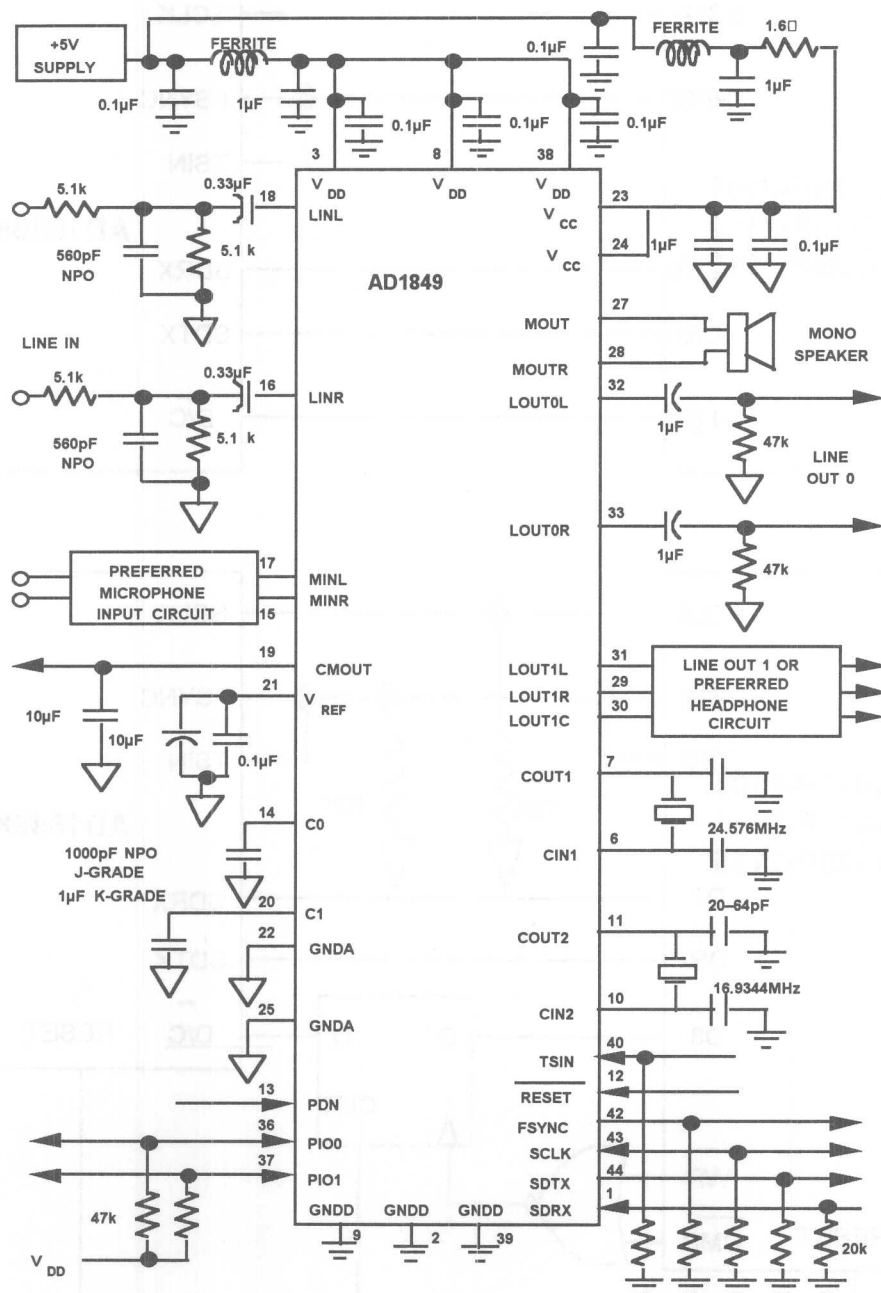 +5V
SUPPLY
FERRITE
0.1µF
1µF
0.1µF
0.1µF
0.1µF
0.1µF
FERRITE
1.6□
1µF
3
8
38
V DD
V DD
V DD
5.1k
0.33µF
18
LINL
560pF
NPO
5.1 k
LINE IN
5.1k
0.33µF
16
LINR
560pF
NPO
5.1 k
AD1849
23
V CC
24
V CC
1µF
0.1µF
27
MOUT
28
MOUTR
MONO
SPEAKER
32
LOUT0L
1µF
47k
LINE
OUT 0
33
LOUT0R
1µF
47k
PREFERRED
MICROPHONE
INPUT CIRCUIT
17
MINL
15
MINR
19
CMOUT
10µF
21
V REF
10µF
0.1µF
31
LOUT1L
29
LOUT1R
30
LOUT1C
LINE OUT 1 OR
PREFERRED
HEADPHONE
CIRCUIT
14
C0
1000pF NPO
J-GRADE
1µF K-GRADE
20
C1
22
GNDA
25
GNDA
7
COUT1
24.576MHz
6
CIN1
11
COUT2
20–64pF
16.9344MHz
10
CIN2
40
TSIN
12
RESET
42
FSYNC
43
SCLK
44
SDTX
1
SDRX
20k
13
PDN
36
PIO0
37
PIO1
47k
V DD
GNDD
GNDD
GNDD
9
2
39